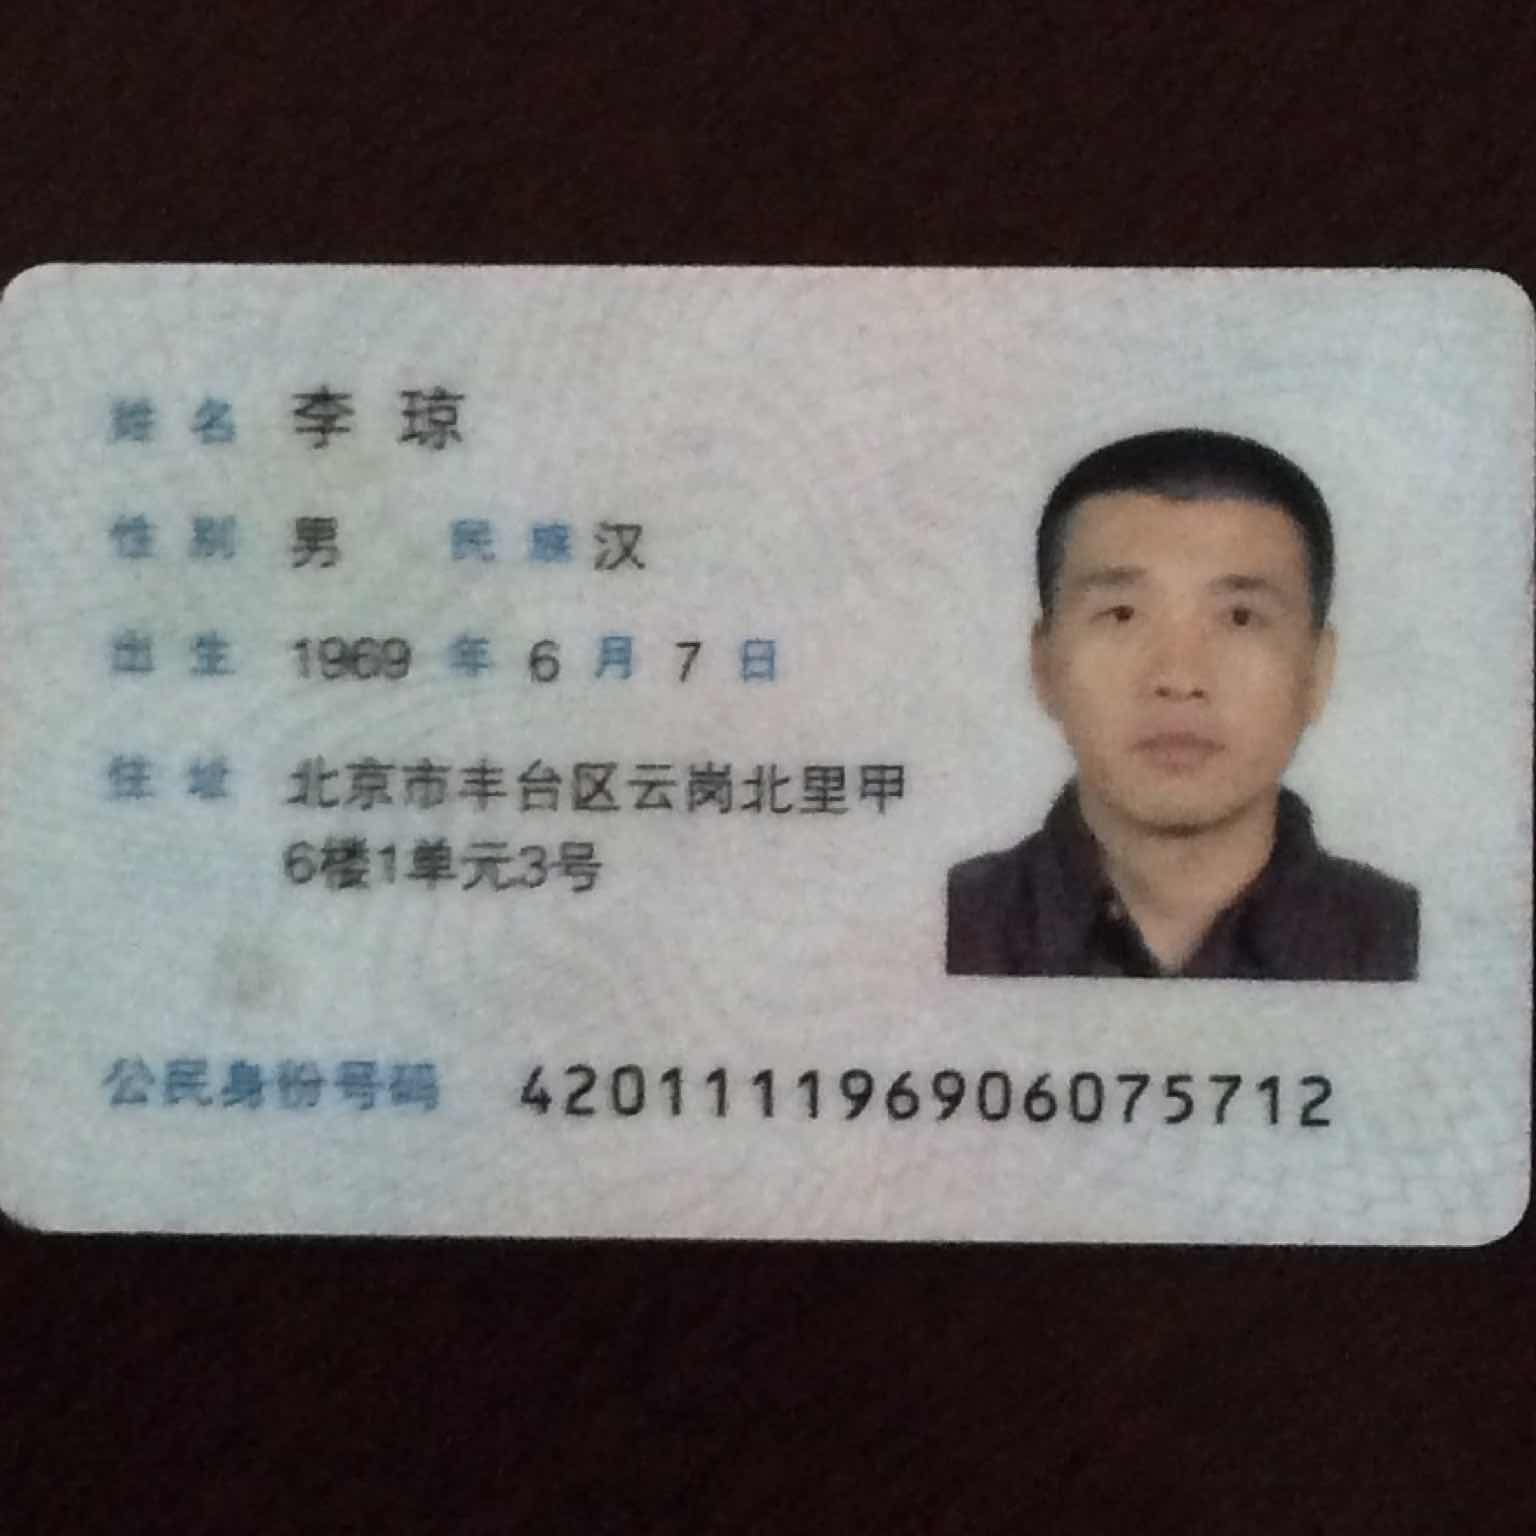 姓名 李琼
性别 男 民族 汉
出生 1969 年 6 月 7 日
住址 北京市丰台区云岗北里甲
6楼1单元3号
公民身份号码 420111196906075712